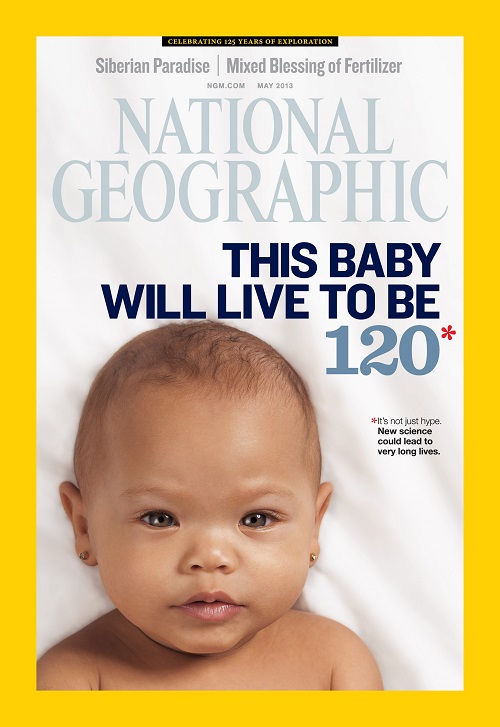 CELEBRATING 125 YEARS OF EXPLORATION
Siberian Paradise | Mixed Blessing of Fertilizer
NGM.COM MAY 2013
NATIONAL
GEOGRAPHIC
THIS BABY
WILL LIVE TO BE
120*
*It's not just hype.
New science
could lead to
very long lives.